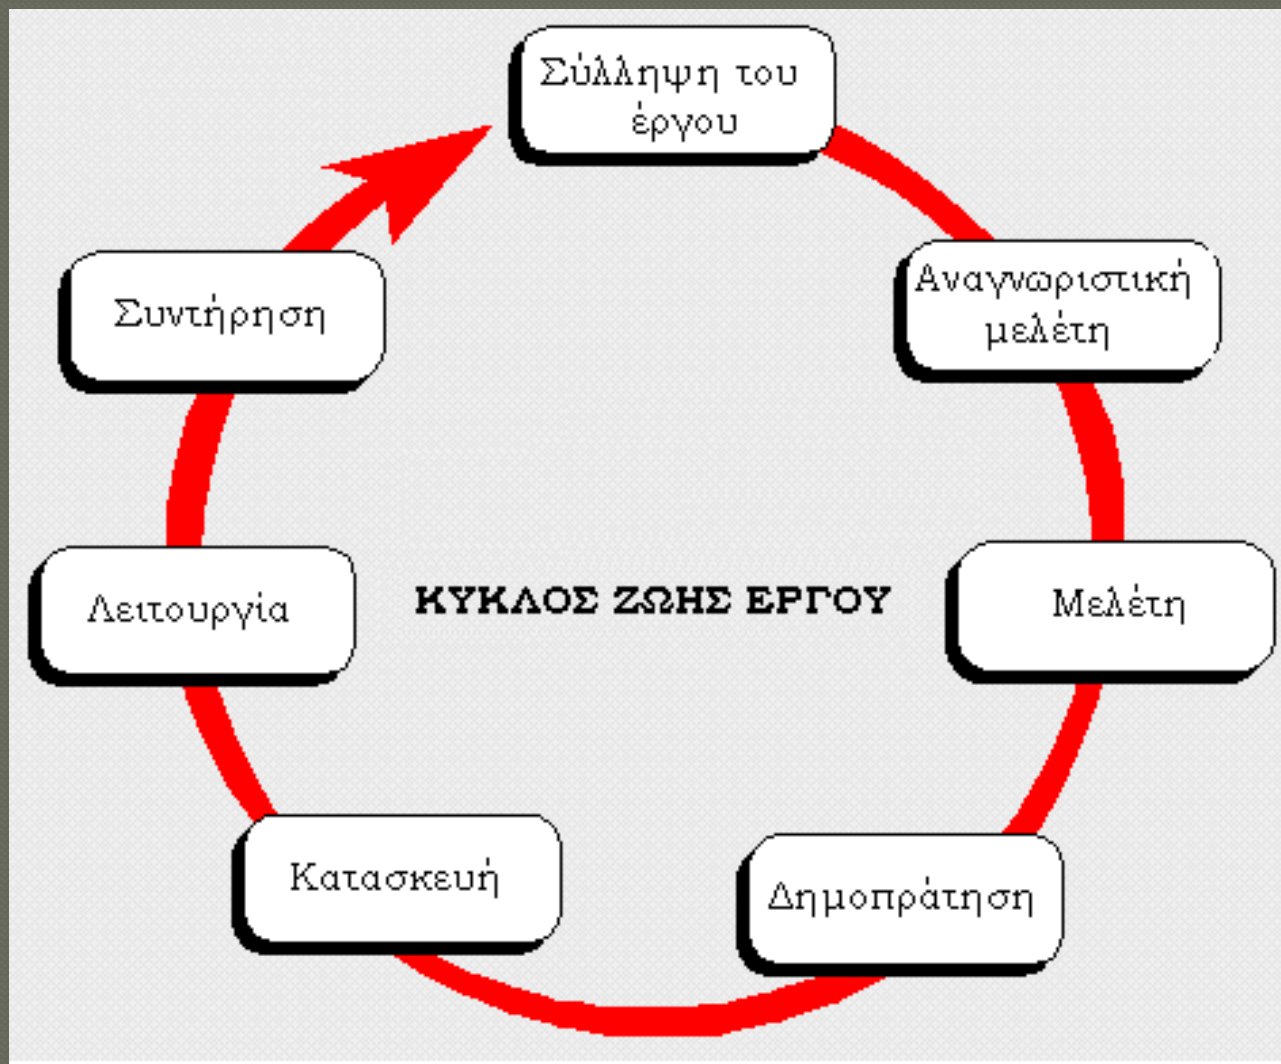 Σύλληψη του
έργου
Αναγνωριστική
μελέτη
Μελέτη
Δημοπράτηση
Κατασκευή
Λειτουργία
Συντήρηση
ΚΥΚΛΟΣ ΖΩΗΣ ΕΡΓΟΥ